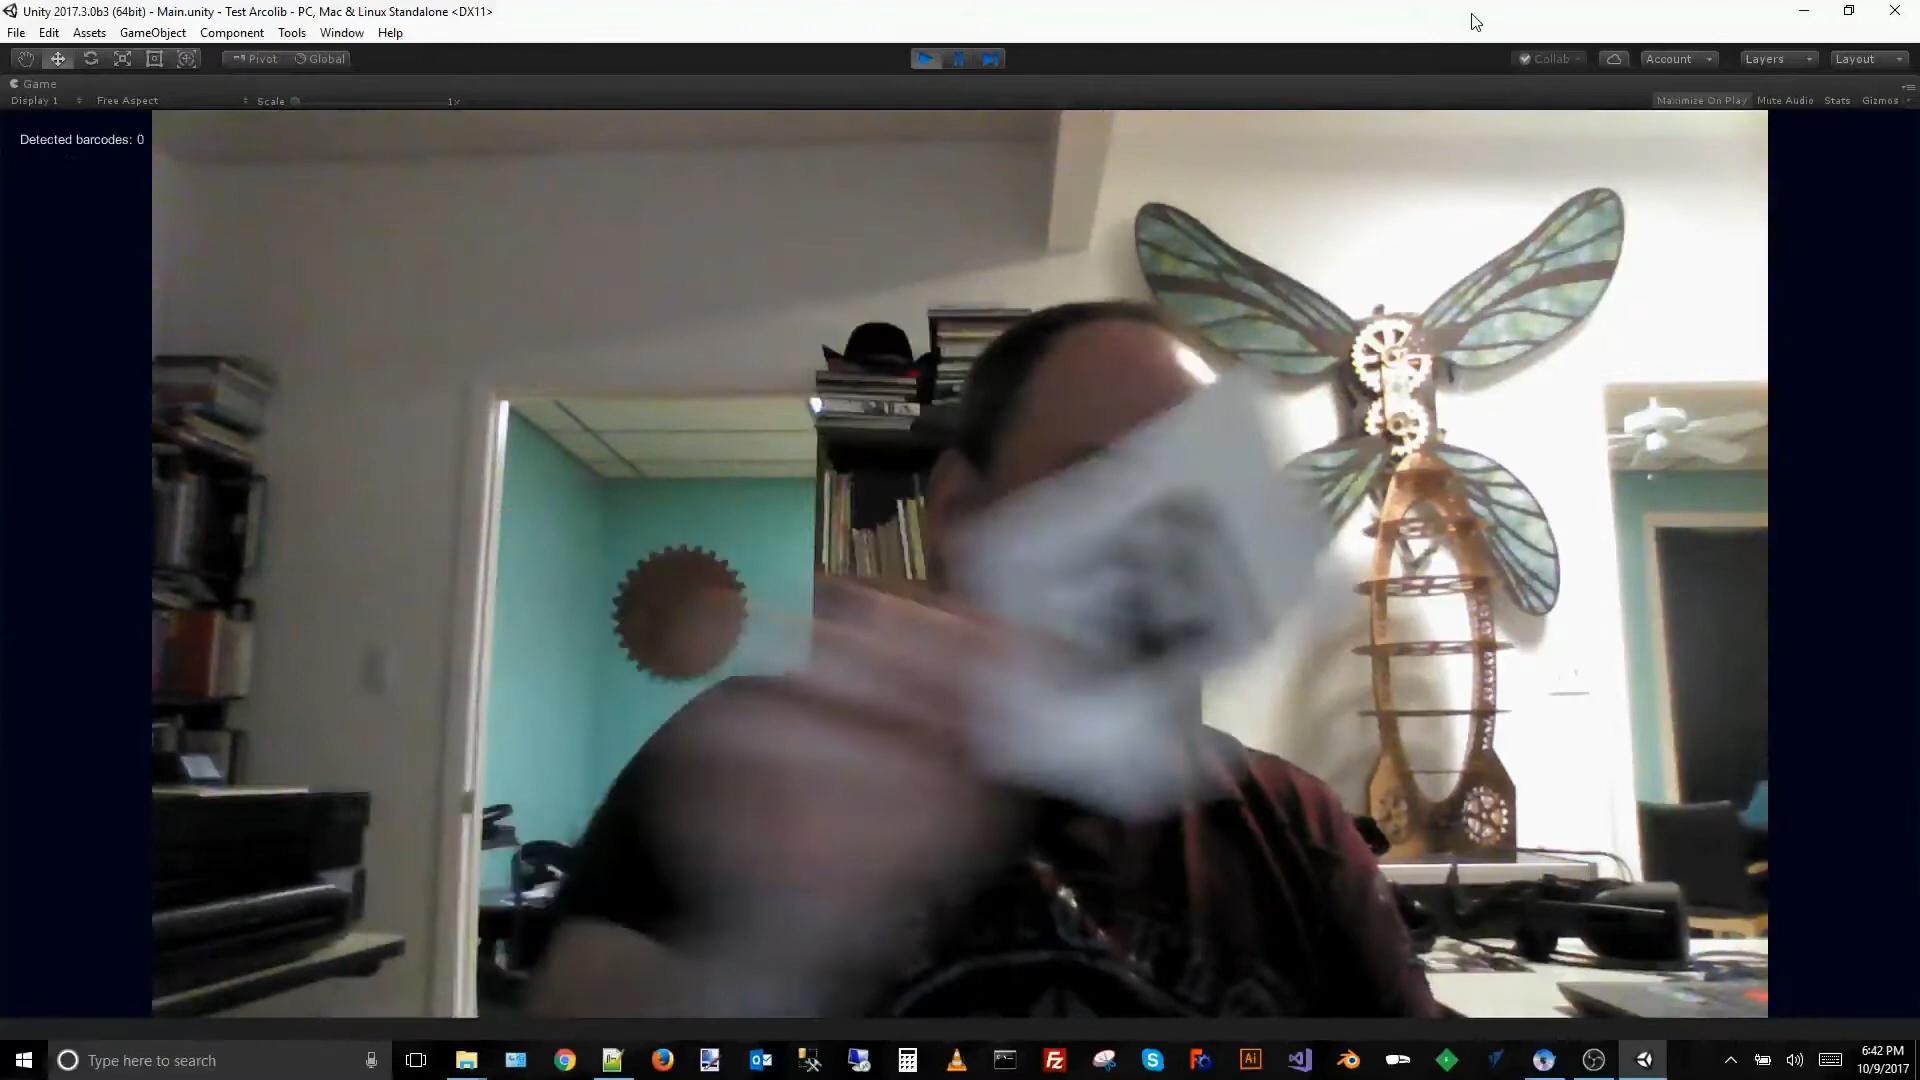 Unity 2017.3.0b3 (64bit) - Main.unity - Test Arcolib - PC, Mac & Linux Standalone <DX11>
File Edit Assets GameObject Component Tools Window Help
Pivot Global Collab Account Layers Layout
Game
Display 1 Free Aspect Scale 1x Maximize On Play Mute Audio Stats Gizmos
Detected barcodes: 0
Type here to search
6:42 PM
10/9/2017